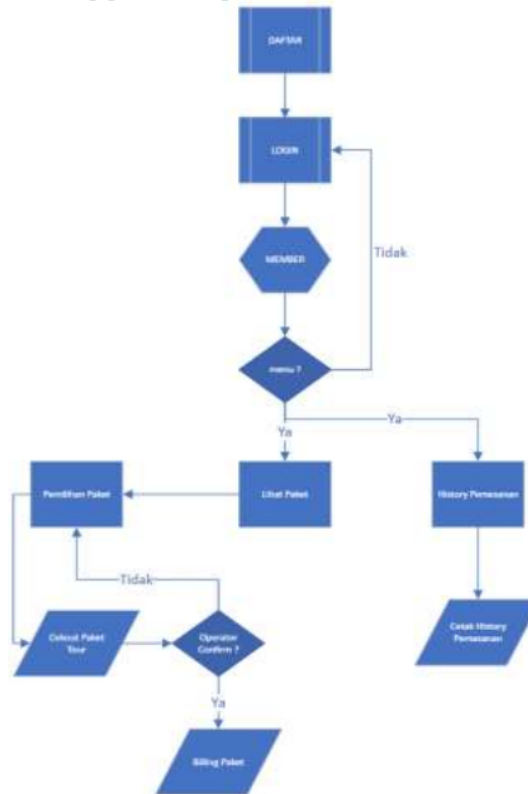 DAFTAR
LOGIN
MEMBER
Tidak
menu ?
Ya
Ya
Pemilihan Paket
Lihat Paket
History Pemesanan
Tidak
Cekout Paket
Tour
Operator
Confirm ?
Cetak History
Pemesanan
Ya
Billing Paket